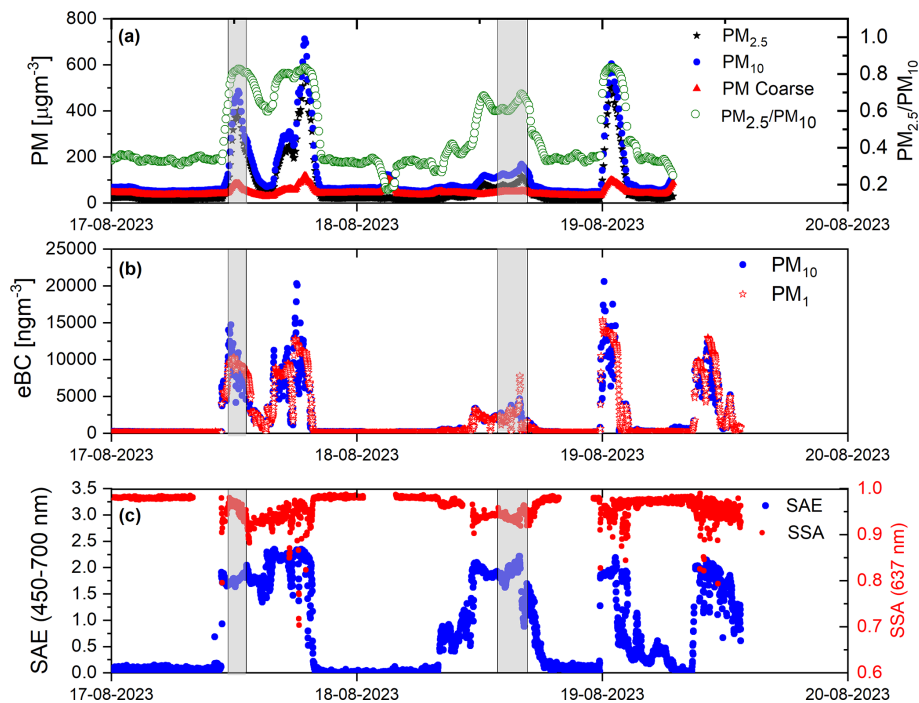 (a)
PM [μgm-3]
800
600
400
200
0
PM2.5
PM10
PM Coarse
PM2.5/PM10
1.0
0.8
0.6
0.4
0.2
PM2.5/PM10
17-08-2023 18-08-2023 19-08-2023 20-08-2023
(b)
eBC [ngm-3]
25000
20000
15000
10000
5000
0
PM10
PM1
17-08-2023 18-08-2023 19-08-2023 20-08-2023
(c)
SAE (450-700 nm)
3.5
3.0
2.5
2.0
1.5
1.0
0.5
0.0
SAE
SSA
1.0
0.9
0.8
0.7
0.6
SSA (637 nm)
17-08-2023 18-08-2023 19-08-2023 20-08-2023